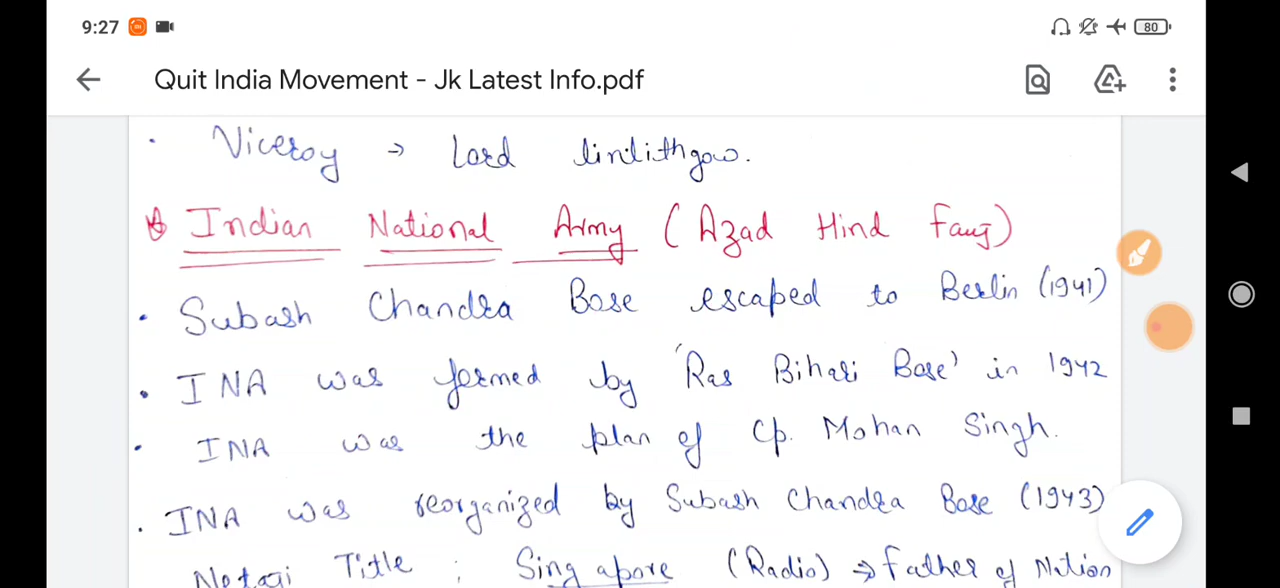 9:27
80
Quit India Movement - Jk Latest Info.pdf
• Viceroy → Lord linlithgow.
Indian National Army (Azad Hind Fauj)
• Subash Chandra Bose escaped to Berlin (1941)
• INA was formed by 'Ras Bihari Bose' in 1942
• INA was the plan of Cp. Mohan Singh.
• INA was reorganized by Subash Chandra Bose (1943)
Netaji Title : Singapore (Radio) → Father of Nation